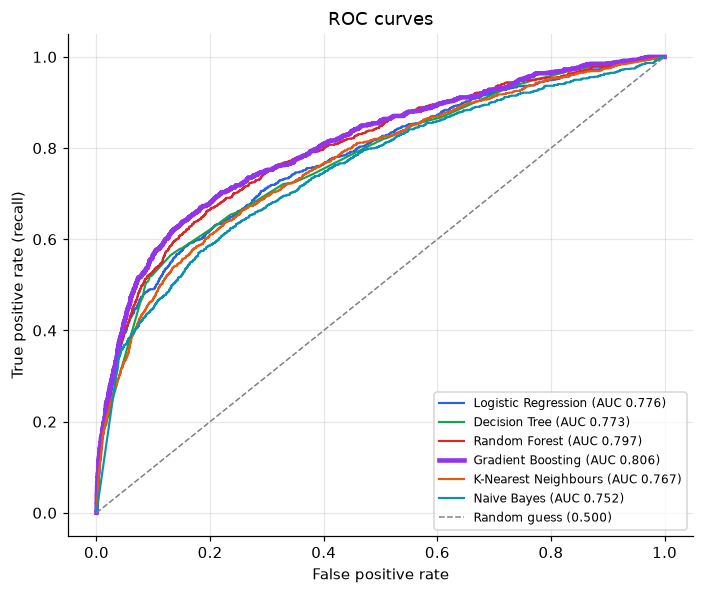 ROC curves
True positive rate (recall)
1.0
0.8
0.6
0.4
0.2
0.0
Logistic Regression (AUC 0.776)
Decision Tree (AUC 0.773)
Random Forest (AUC 0.797)
Gradient Boosting (AUC 0.806)
K-Nearest Neighbours (AUC 0.767)
Naive Bayes (AUC 0.752)
Random guess (0.500)
0.0 0.2 0.4 0.6 0.8 1.0
False positive rate